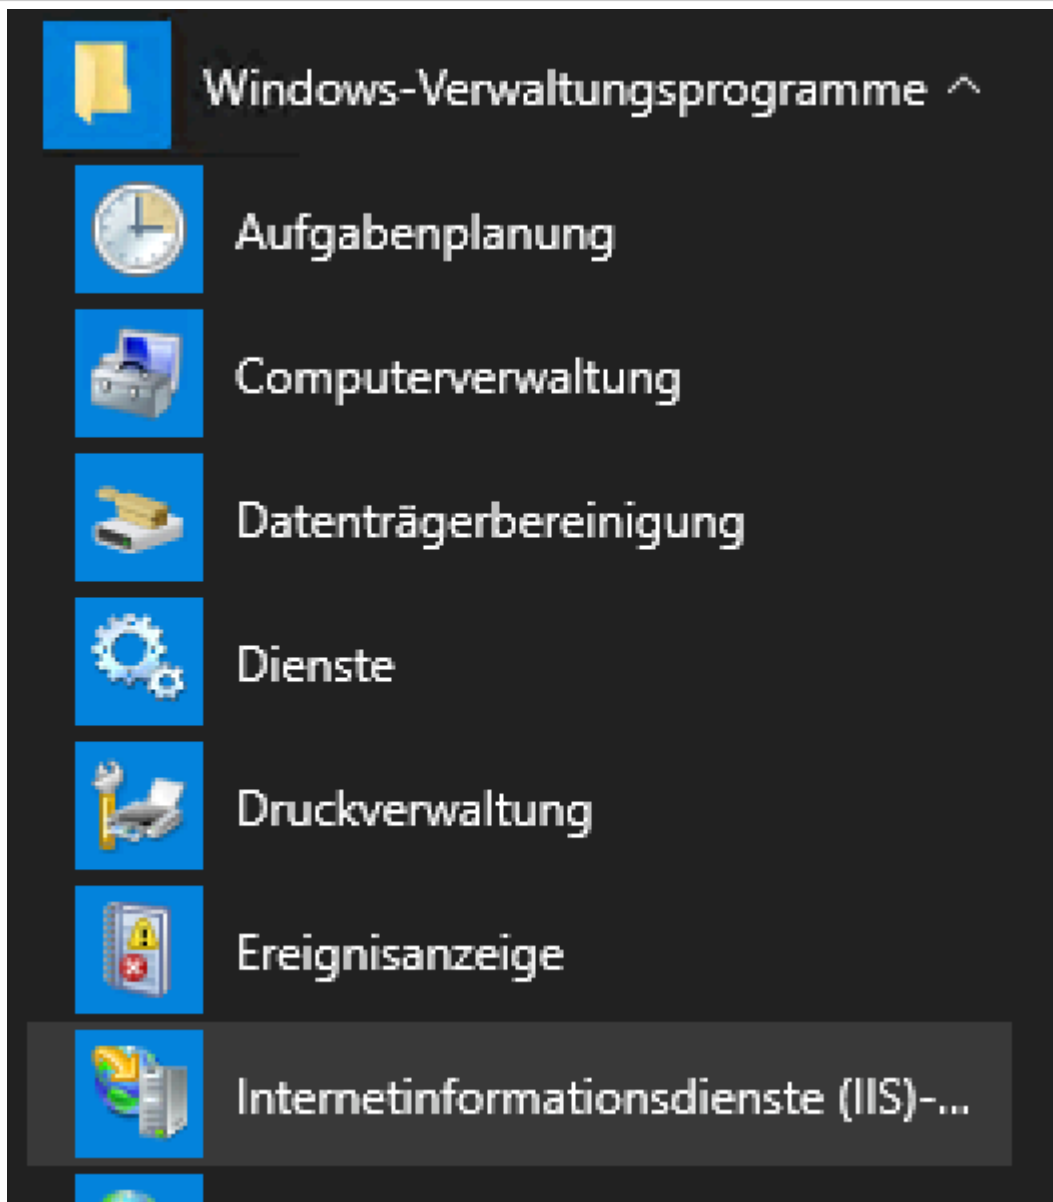 Windows-Verwaltungsprogramme
Aufgabenplanung
Computerverwaltung
Datenträgerbereinigung
Dienste
Druckverwaltung
Ereignisanzeige
Internetinformationsdienste (IIS)-...